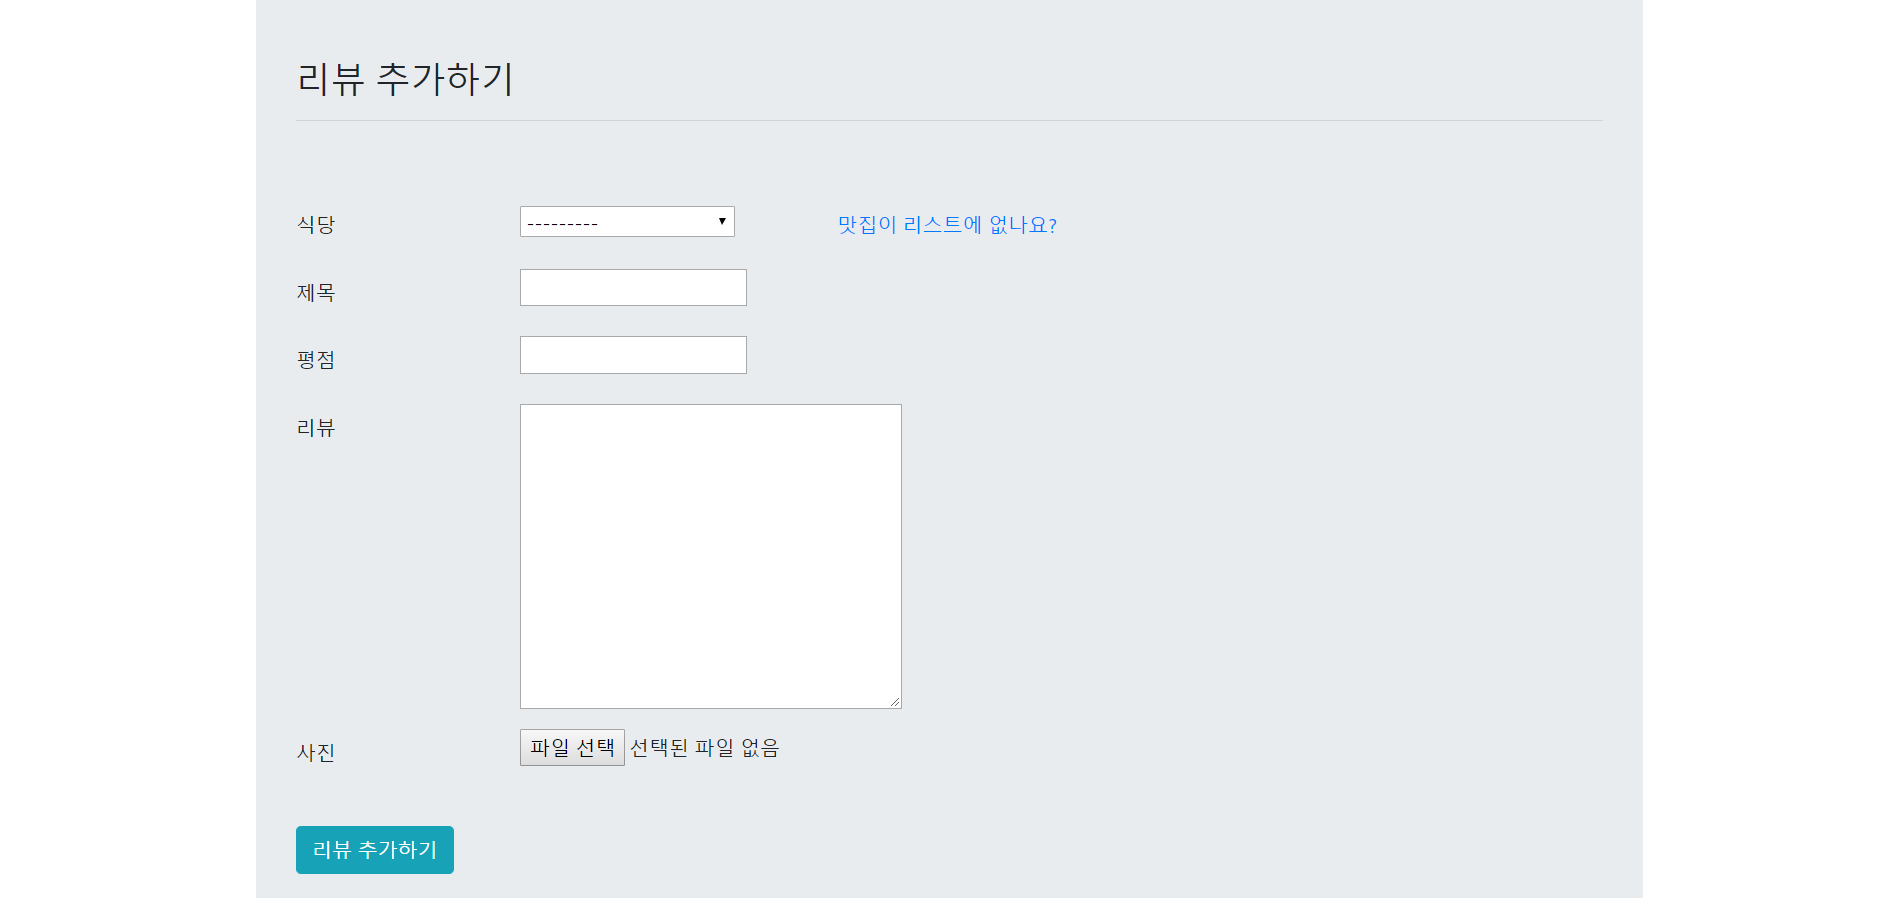 리뷰 추가하기
식당 --------- 맛집이 리스트에 없나요?
제목
평점
리뷰
사진 파일 선택 선택된 파일 없음
리뷰 추가하기